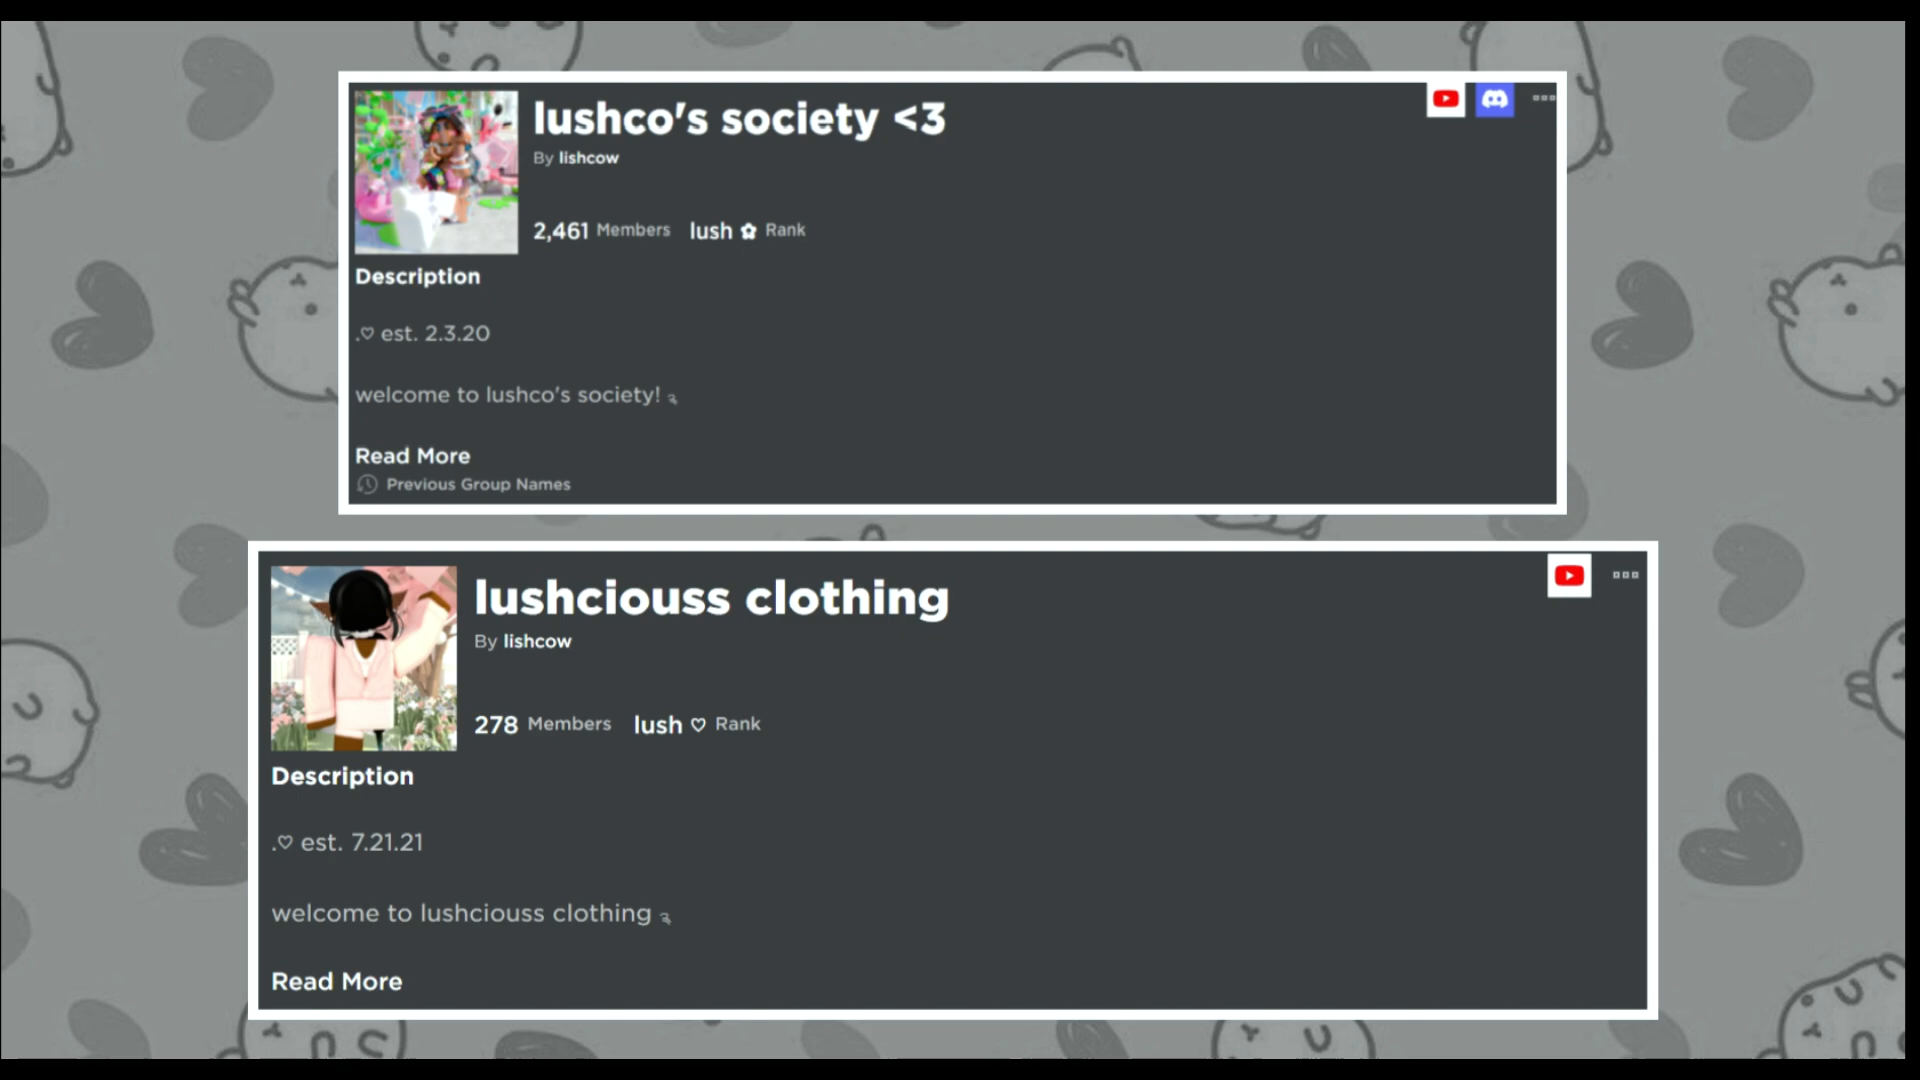 lushco's society <3
By lishcow
2,461 Members lush ✿ Rank
Description
.♡ est. 2.3.20
welcome to lushco's society! ༉
Read More
Previous Group Names
lushciouss clothing
By lishcow
278 Members lush ♡ Rank
Description
.♡ est. 7.21.21
welcome to lushciouss clothing ༉
Read More